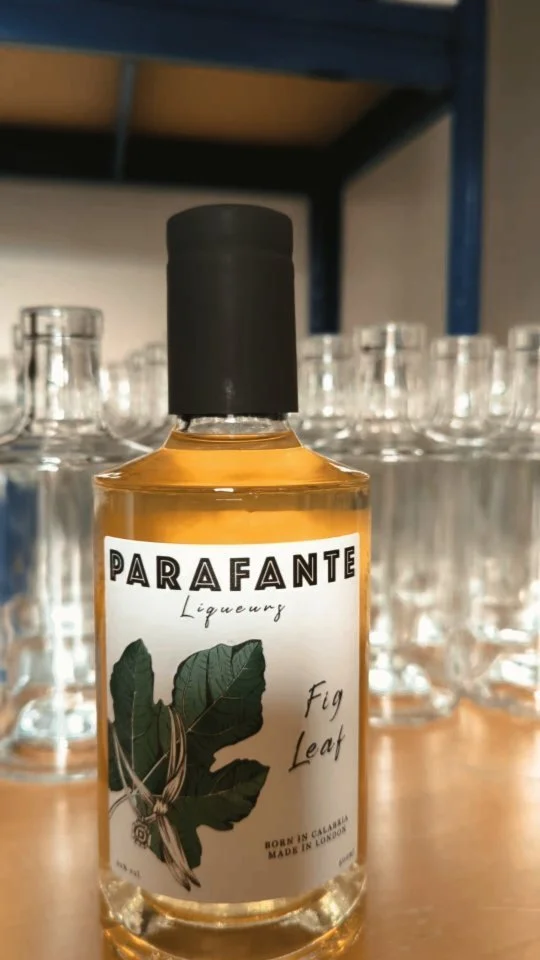 PARAFANTE
Liqueurs
Fig
Leaf
BORN IN CALABRIA
MADE IN LONDON